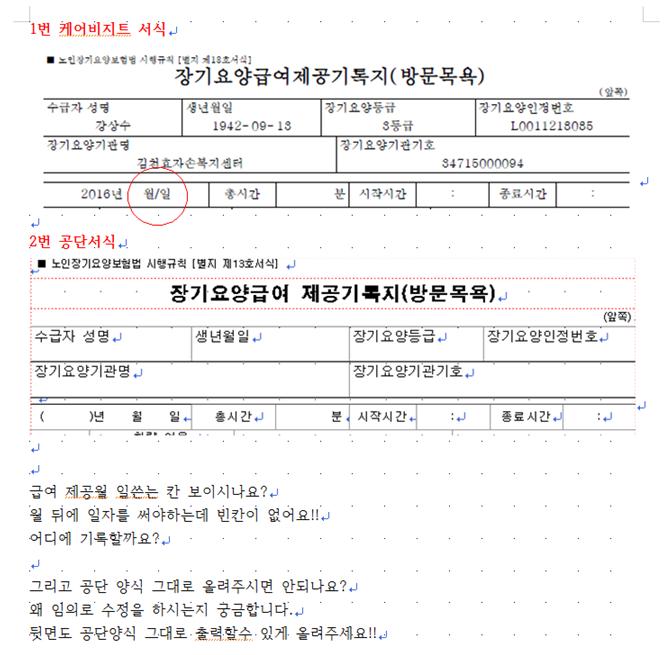 1번 케어비지트 서식
■ 노인장기요양보험법 시행규칙 [별지 제13호서식]
장기요양급여제공기록지(방문목욕)
(앞쪽)
수급자 성명 생년월일 장기요양등급 장기요양인정번호
강상수 1942-09-13 3등급 L0011218085
장기요양기관명 장기요양기관기호
김천효자손복지센터 34715000094
2016년 월/일 총시간 분 시작시간 : 종료시간 :
2번 공단서식
■ 노인장기요양보험법 시행규칙 [별지 제13호서식]
장기요양급여 제공기록지(방문목욕)
(앞쪽)
수급자 성명 생년월일 장기요양등급 장기요양인정번호
장기요양기관명 장기요양기관기호
( )년 월 일 총시간 분 시작시간 : 종료시간 :
급여 제공월 일쓴는 칸 보이시나요?
월 뒤에 일자를 써야하는데 빈칸이 없어요!!
어디에 기록할까요?
그리고 공단 양식 그대로 올려주시면 안되나요?
왜 임의로 수정을 하시는지 궁금합니다.
뒷면도 공단양식 그대로 출력할수 있게 올려주세요!!